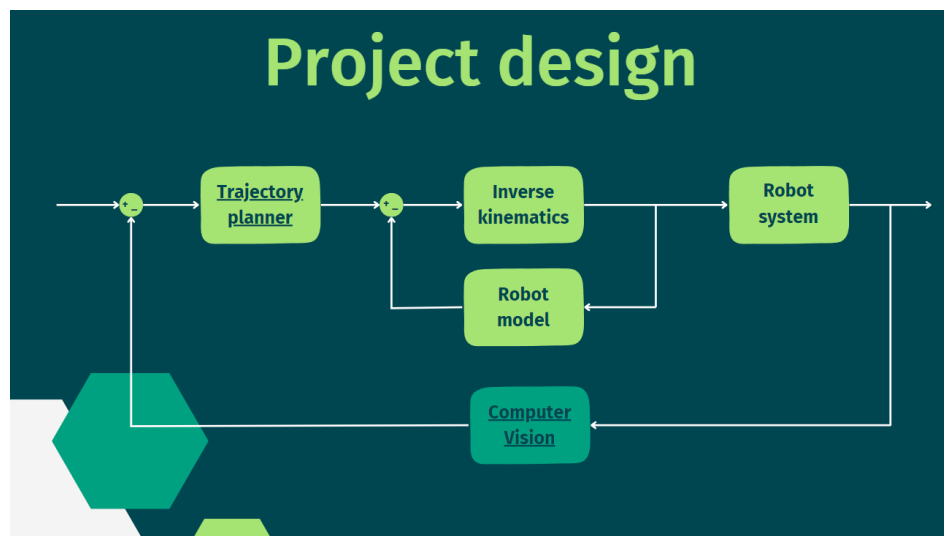 Project design
+
-
Trajectory
planner
+
-
Inverse
kinematics
Robot
system
Robot
model
Computer
Vision